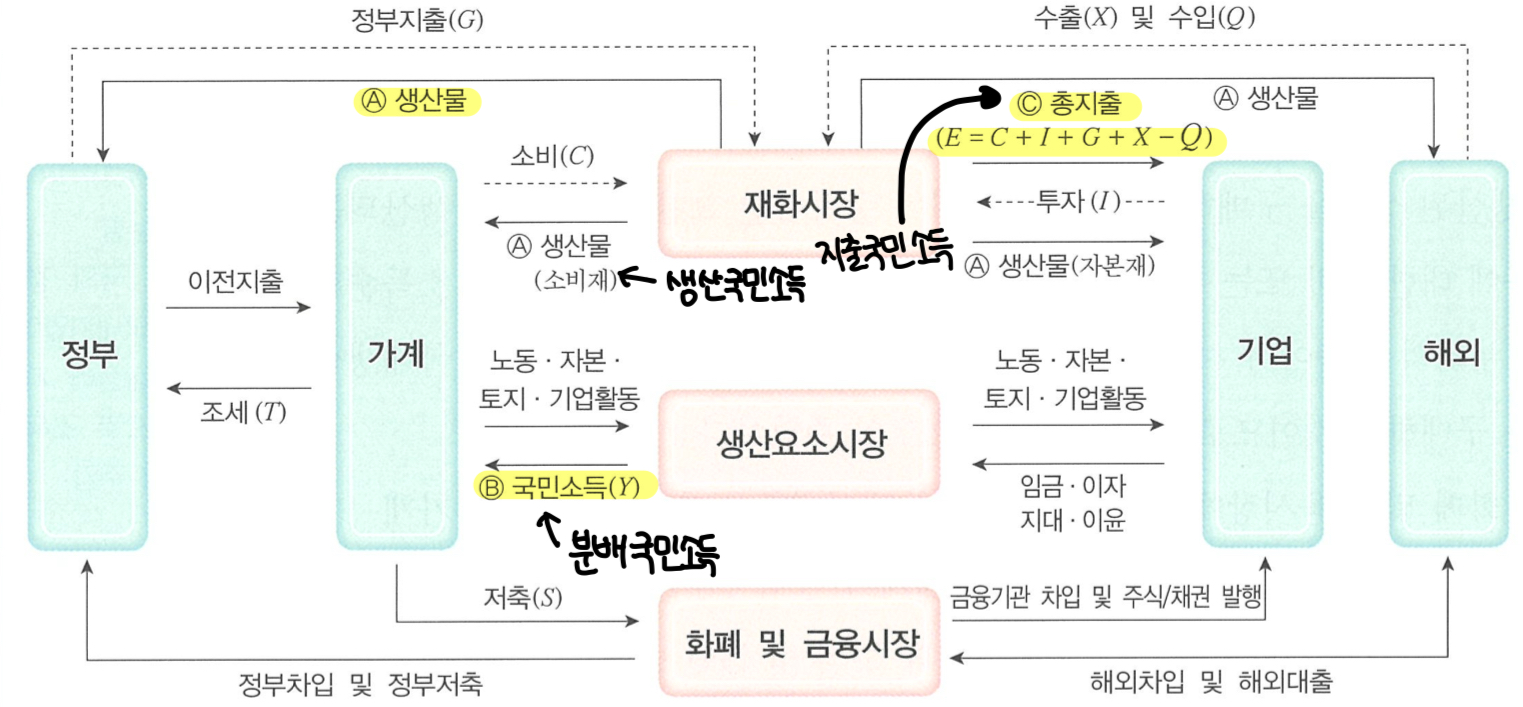 정부지출(G)
수출(X) 및 수입(Q)
Ⓐ 생산물
Ⓒ 총지출
(E = C + I + G + X − Q)
Ⓐ 생산물
소비(C)
재화시장
투자(I)
Ⓐ 생산물
(소비재)
← 생산국민소득
지출국민소득
Ⓐ 생산물(자본재)
이전지출
정부
가계
기업
해외
조세(T)
노동·자본·
토지·기업활동
생산요소시장
노동·자본·
토지·기업활동
Ⓑ 국민소득(Y)
임금·이자
지대·이윤
분배국민소득
저축(S)
화폐 및 금융시장
금융기관 차입 및 주식/채권 발행
정부차입 및 정부저축
해외차입 및 해외대출